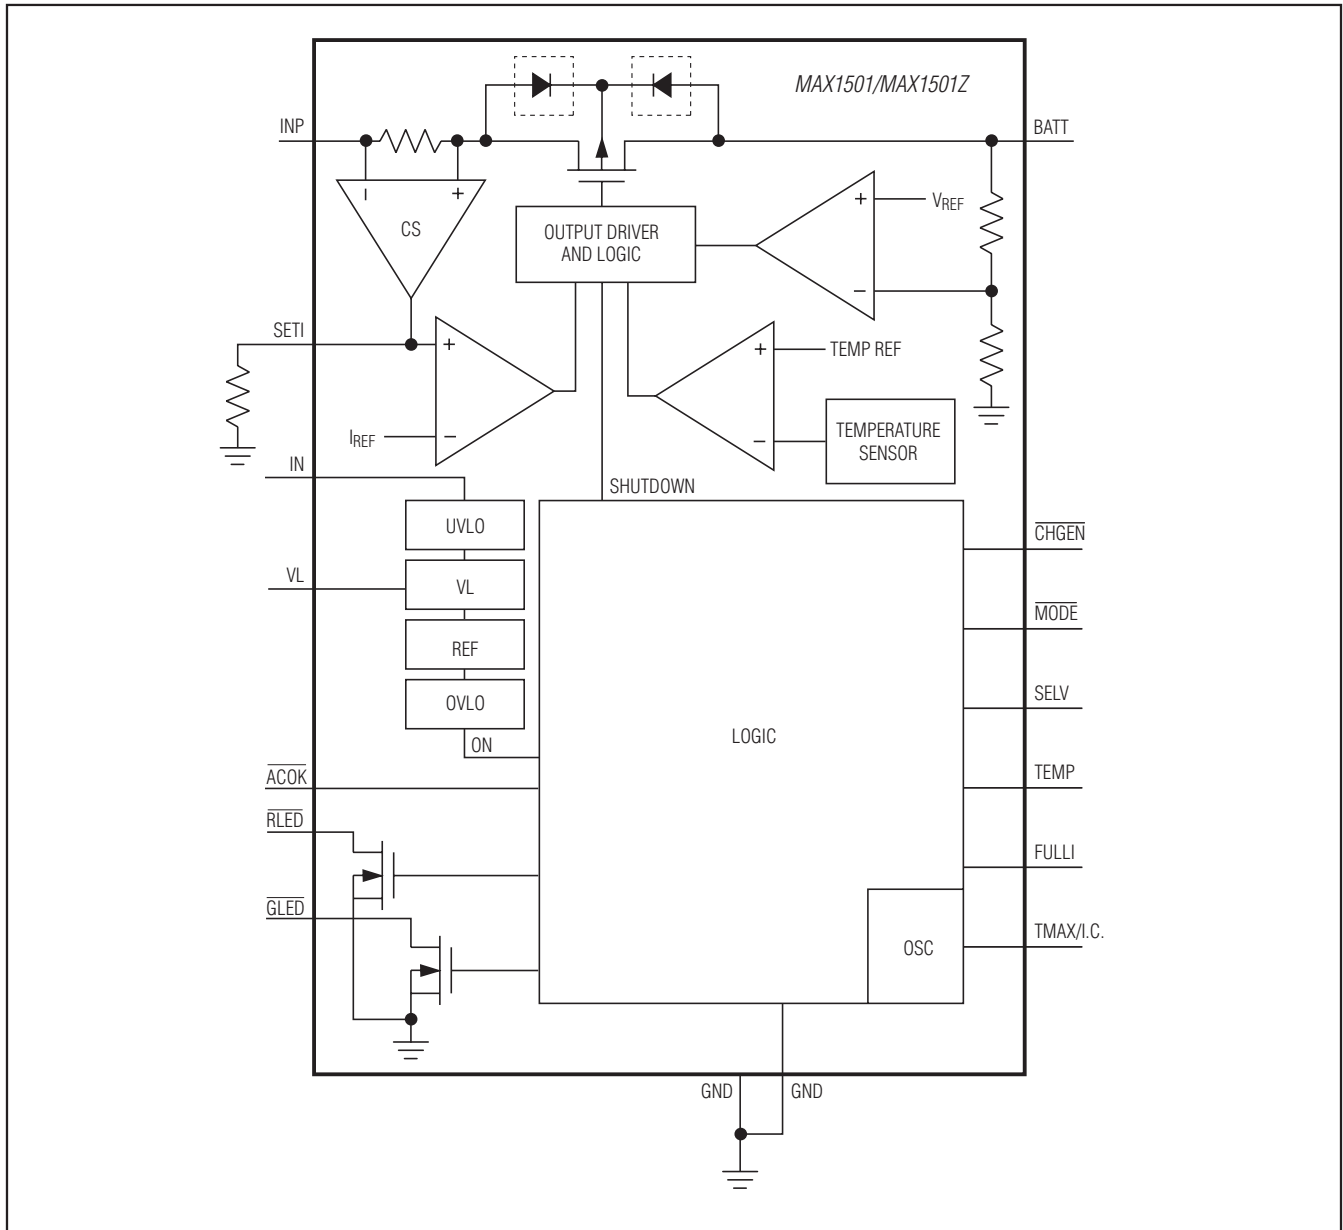 MAX1501/MAX1501Z
INP
BATT
CS
OUTPUT DRIVER
AND LOGIC
+
VREF
−
SETI
+
−
IREF
+
TEMP REF
−
TEMPERATURE
SENSOR
IN
SHUTDOWN
UVLO
VL
VL
REF
OVLO
ON
LOGIC
CHGEN
MODE
SELV
TEMP
FULLI
TMAX/I.C.
OSC
ACOK
RLED
GLED
GND
GND